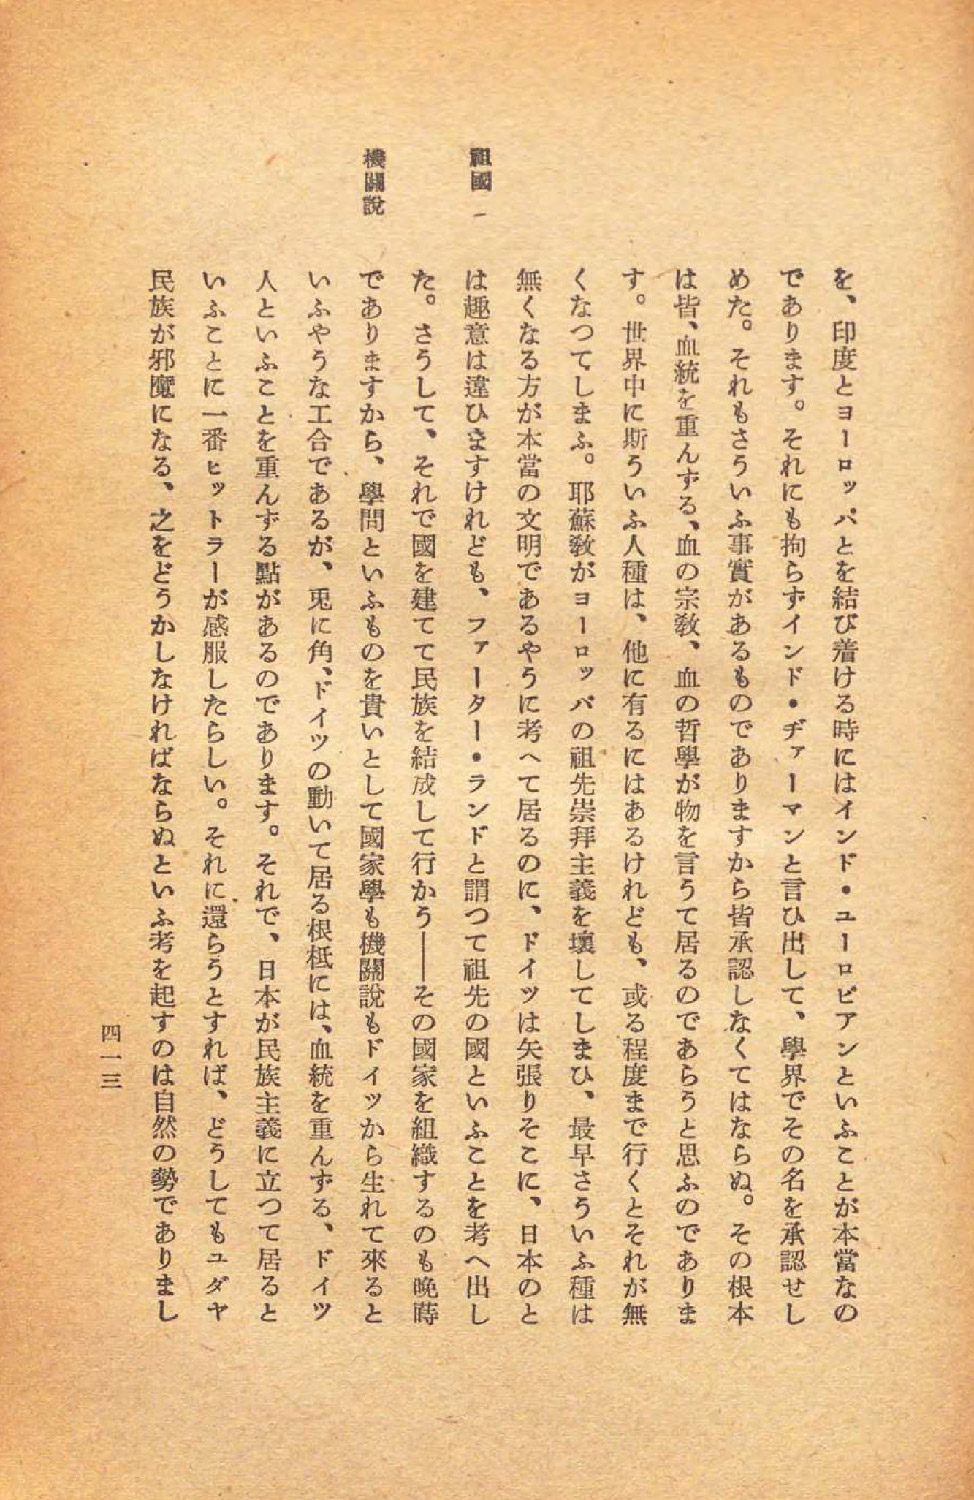 を、印度とヨーロッパとを結び着ける時にはインド・ユーロピアンといふことが本當なの
であります。それにも拘らずインド・ヂァーマンと言ひ出して、學界でその名を承認せし
めた。それもさういふ事實があるものでありますから皆承認しなくてはならぬ。その根本
は皆、血統を重んずる、血の宗教、血の哲學が物を言うて居るのであらうと思ふのでありま
す。世界中に斯ういふ人種は、他に有るにはあるけれども、或る程度まで行くとそれが無
くなつてしまふ。耶蘇敎がヨーロッパの祖先崇拜主義を壞してしまひ、最早さういふ種は
無くなる方が本當の文明であるやうに考へて居るのに、ドイツは矢張りそこに、日本のと
祖國
は趣意は違ひますけれども、ファーター・ランドと謂つて祖先の國といふことを考へ出し
た。さうして、それで國を建てて民族を結成して行かう――その國家を組織するのも晩蒔
機關說
でありますから、學問といふものを貴いとして國家學も機關說もドイツから生れて來ると
いふやうな工合であるが、兎に角、ドイツの動いて居る根柢には、血統を重んずる、ドイツ
人といふことを重んずる點があるのであります。それで、日本が民族主義に立つて居ると
いふことに一番ヒットラーが感服したらしい。それに還らうとすれば、どうしてもユダヤ
民族が邪魔になる、之をどうかしなければならぬといふ考を起すのは自然の勢でありまし
四一三